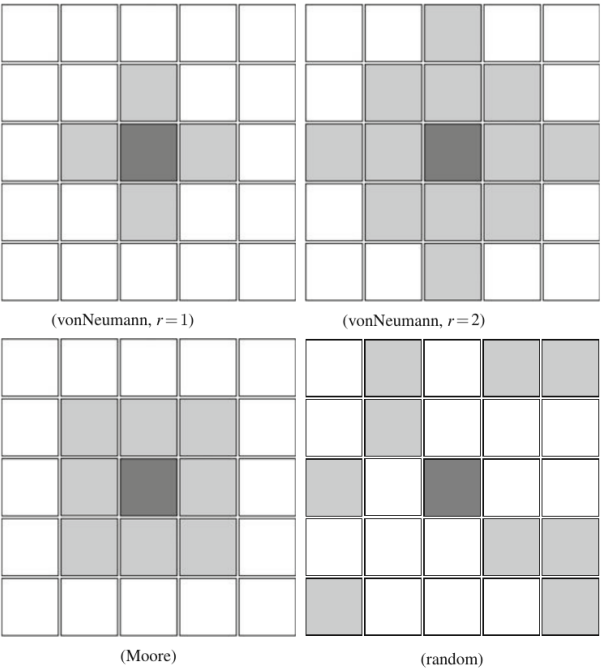 (vonNeumann, r = 1)
(vonNeumann, r = 2)
(Moore)
(random)